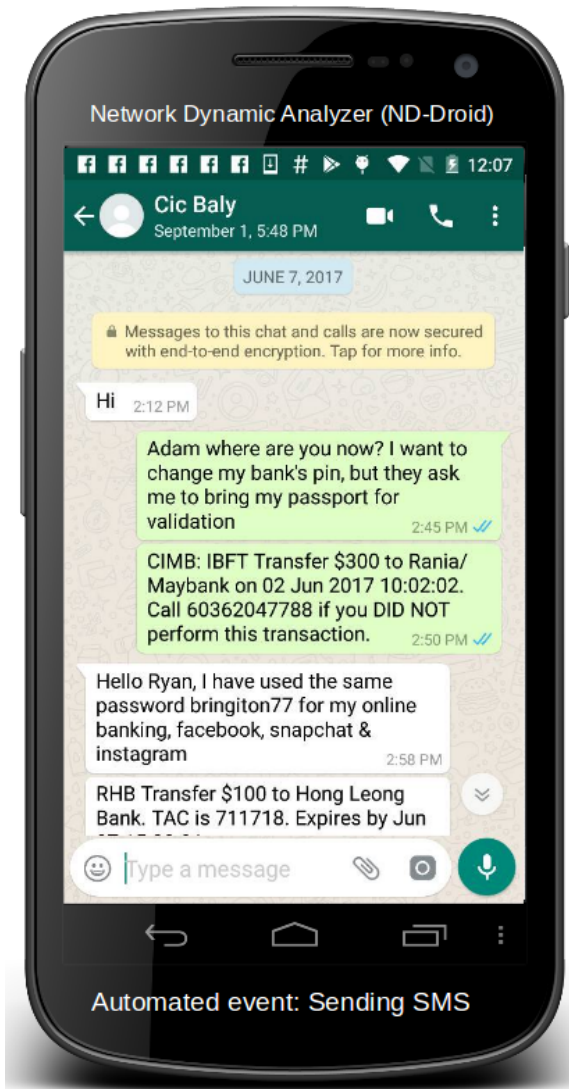 Network Dynamic Analyzer (ND-Droid)
# 12:07
Cic Baly
September 1, 5:48 PM
JUNE 7, 2017
Messages to this chat and calls are now secured
with end-to-end encryption. Tap for more info.
Hi 2:12 PM
Adam where are you now? I want to
change my bank's pin, but they ask
me to bring my passport for
validation 2:45 PM
CIMB: IBFT Transfer $300 to Rania/
Maybank on 02 Jun 2017 10:02:02.
Call 60362047788 if you DID NOT
perform this transaction. 2:50 PM
Hello Ryan, I have used the same
password bringiton77 for my online
banking, facebook, snapchat &
instagram 2:58 PM
RHB Transfer $100 to Hong Leong
Bank. TAC is 711718. Expires by Jun
Type a message
Automated event: Sending SMS